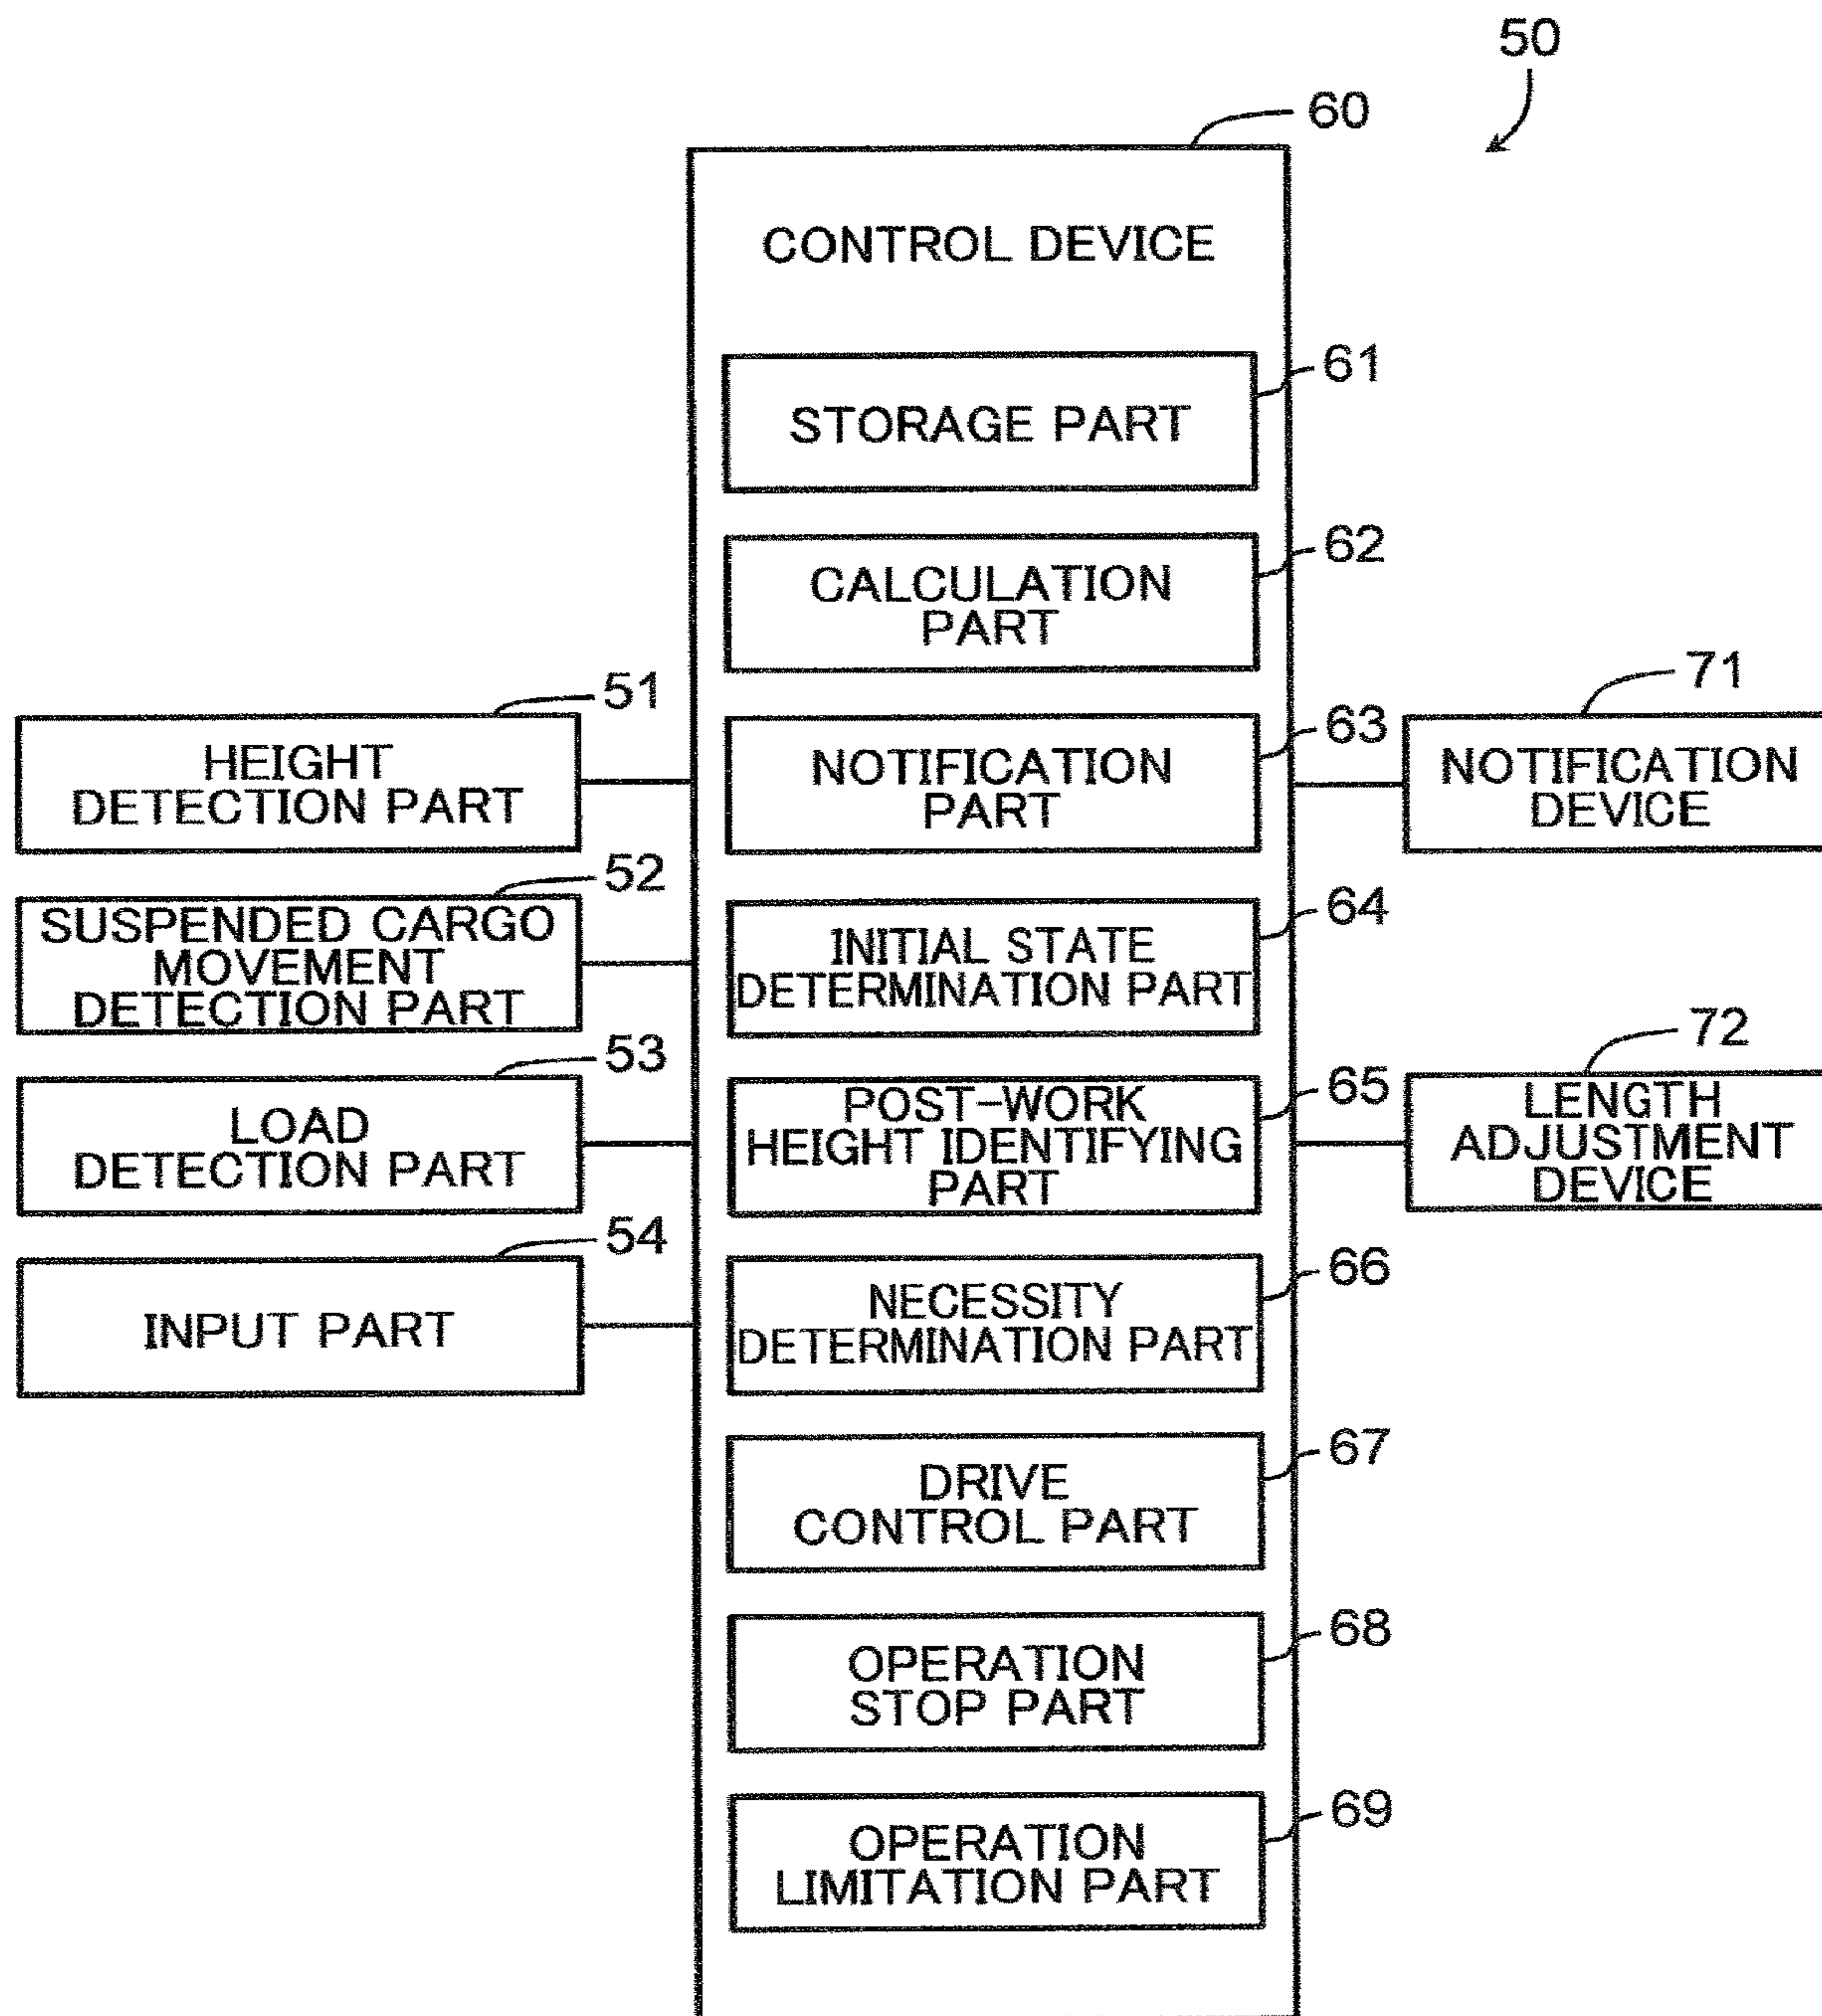 50
60
CONTROL DEVICE
61
STORAGE PART
62
CALCULATION
PART
51
HEIGHT
DETECTION PART
63
NOTIFICATION
PART
71
NOTIFICATION
DEVICE
52
SUSPENDED CARGO
MOVEMENT
DETECTION PART
64
INITIAL STATE
DETERMINATION PART
53
LOAD
DETECTION PART
65
POST-WORK
HEIGHT IDENTIFYING
PART
72
LENGTH
ADJUSTMENT
DEVICE
54
INPUT PART
66
NECESSITY
DETERMINATION PART
67
DRIVE
CONTROL PART
68
OPERATION
STOP PART
69
OPERATION
LIMITATION PART